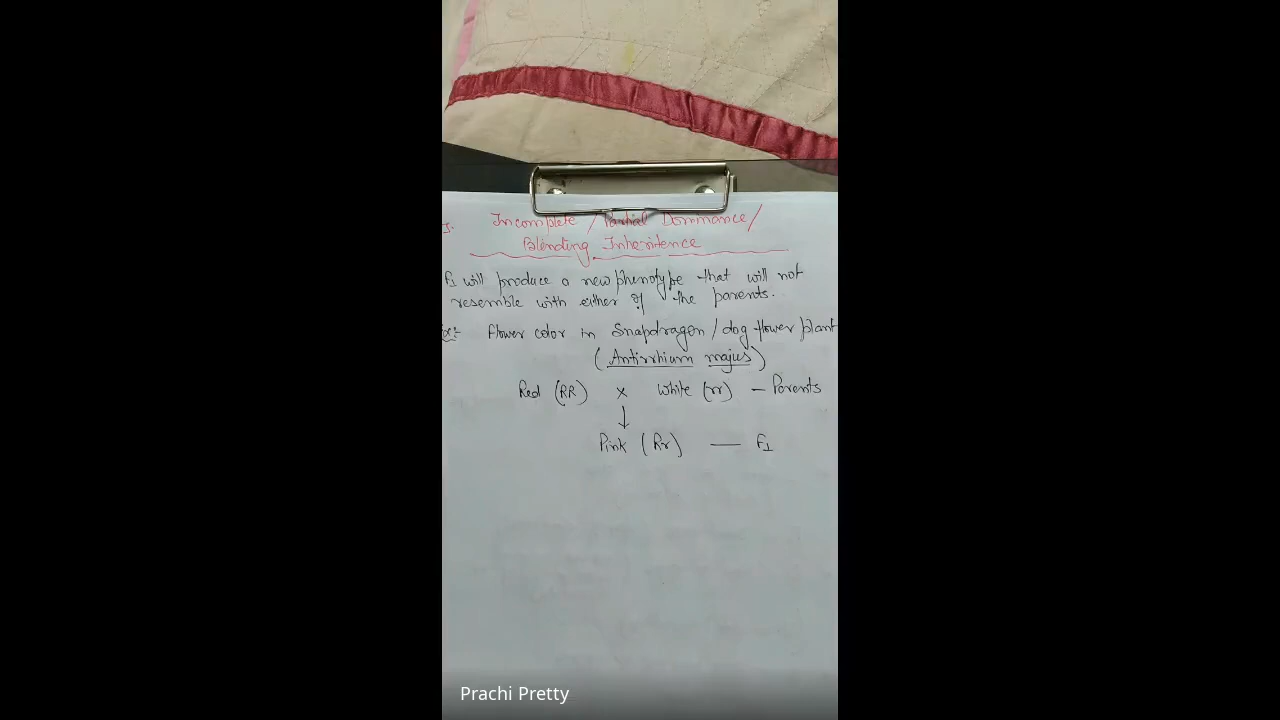 Incomplete / Partial Dominance /
Blending Inheritence
F1 will produce a new phenotype that will not
resemble with either of the parents.
Ex:- flower color in Snapdragon / dog flower plant
(Antirrhium majus)
Red (RR) x White (rr) - Parents
↓
Pink (Rr) — F1
Prachi Pretty